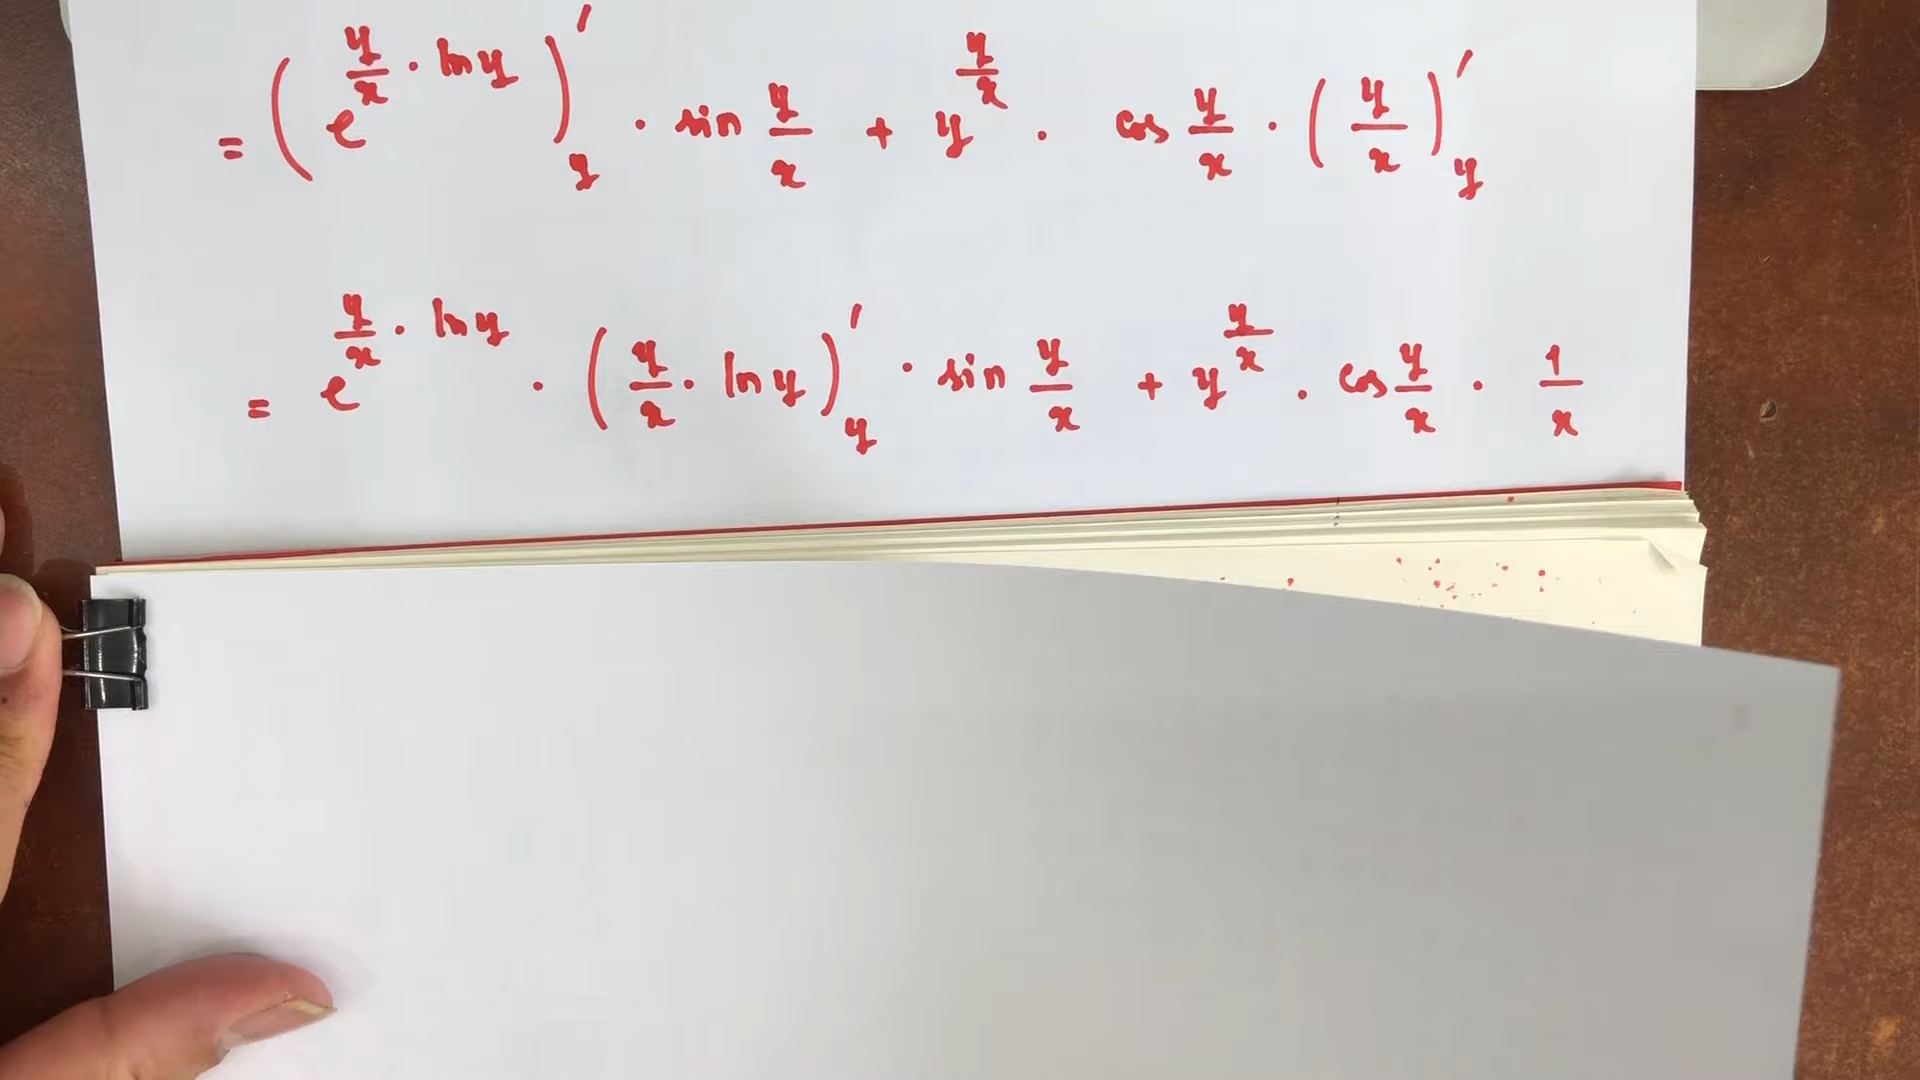 = ( e^{y/x · ln y} )'_y · sin y/x + y^{y/x} · cos y/x · ( y/x )'_y
= e^{y/x · ln y} · ( y/x · ln y )'_y · sin y/x + y^{y/x} · cos y/x · 1/x